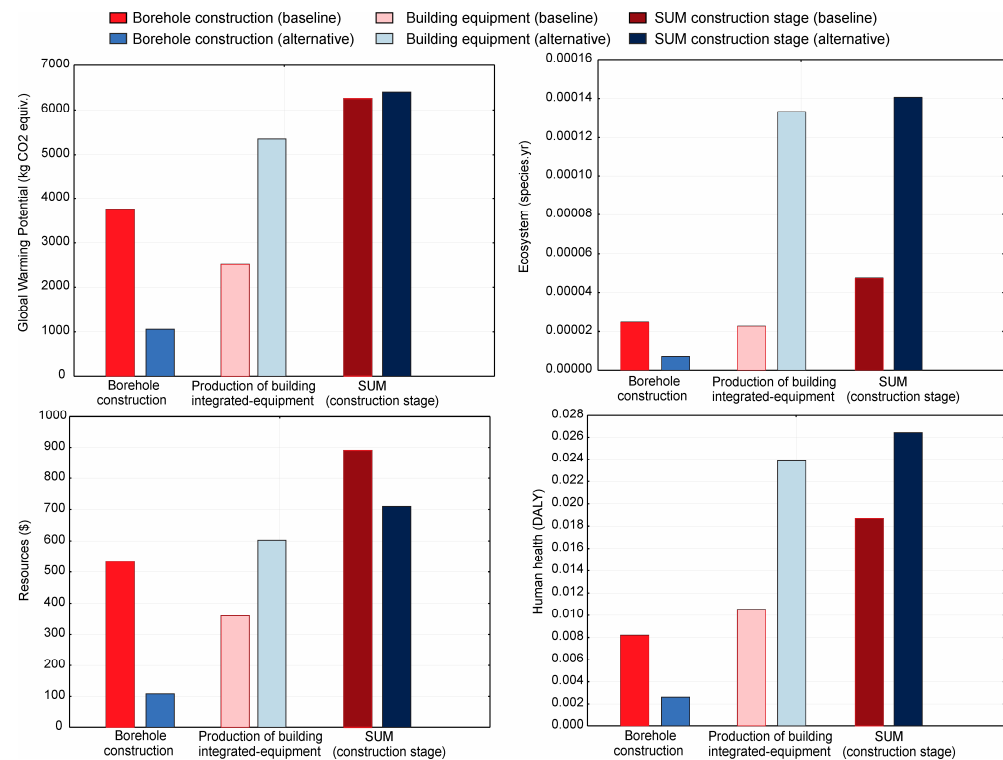 Borehole construction (baseline)
Building equipment (baseline)
SUM construction stage (baseline)
Borehole construction (alternative)
Building equipment (alternative)
SUM construction stage (alternative)
Global Warming Potential (kg CO2 equiv.)
7000
6000
5000
4000
3000
2000
1000
0
Borehole
construction
Production of building
integrated-equipment
SUM
(construction stage)
Ecosystem (species.yr)
0.00016
0.00014
0.00012
0.00010
0.00008
0.00006
0.00004
0.00002
0.00000
Borehole
construction
Production of building
integrated-equipment
SUM
(construction stage)
Resources ($)
1000
900
800
700
600
500
400
300
200
100
0
Borehole
construction
Production of building
integrated-equipment
SUM
(construction stage)
Human health (DALY)
0.028
0.026
0.024
0.022
0.020
0.018
0.016
0.014
0.012
0.010
0.008
0.006
0.004
0.002
0.000
Borehole
construction
Production of building
integrated-equipment
SUM
(construction stage)